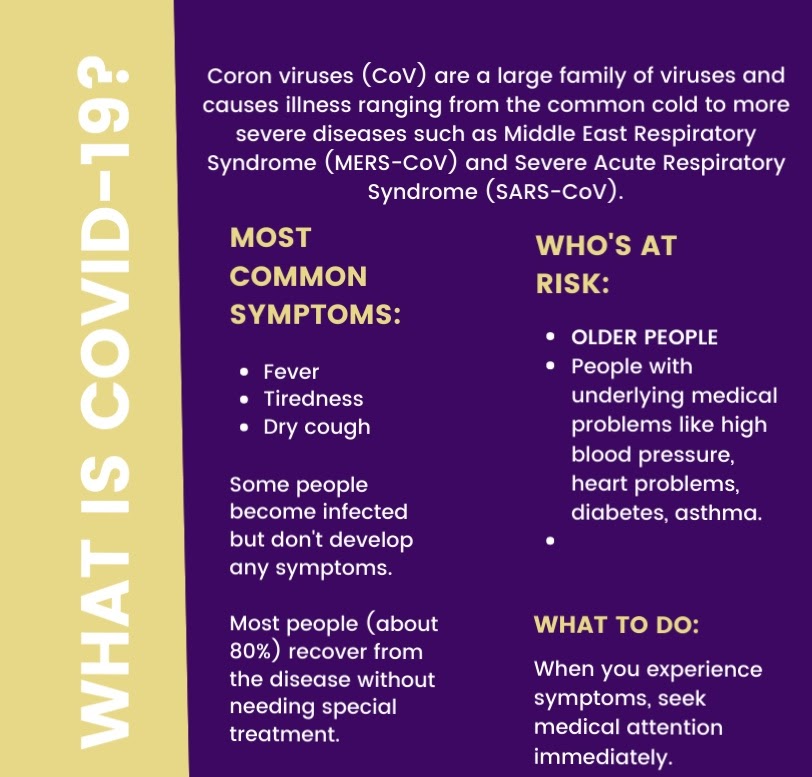 WHAT IS COVID-19?
Coron viruses (CoV) are a large family of viruses and
causes illness ranging from the common cold to more
severe diseases such as Middle East Respiratory
Syndrome (MERS-CoV) and Severe Acute Respiratory
Syndrome (SARS-CoV).
MOST
COMMON
SYMPTOMS:
• Fever
• Tiredness
• Dry cough
Some people
become infected
but don't develop
any symptoms.
Most people (about
80%) recover from
the disease without
needing special
treatment.
WHO'S AT
RISK:
• OLDER PEOPLE
• People with
underlying medical
problems like high
blood pressure,
heart problems,
diabetes, asthma.
•
WHAT TO DO:
When you experience
symptoms, seek
medical attention
immediately.